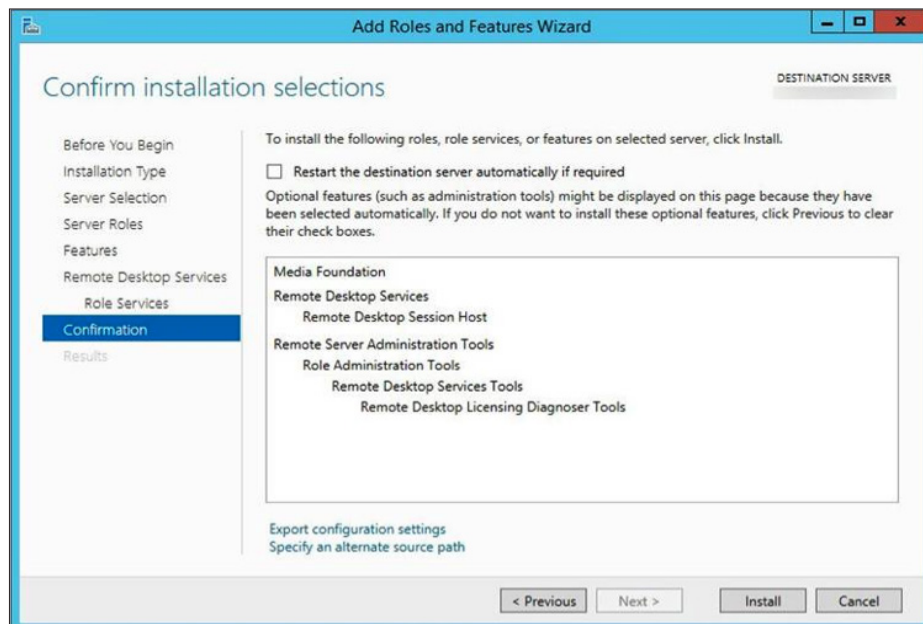 Add Roles and Features Wizard
Confirm installation selections
DESTINATION SERVER
Before You Begin
Installation Type
Server Selection
Server Roles
Features
Remote Desktop Services
Role Services
Confirmation
Results
To install the following roles, role services, or features on selected server, click Install.
Restart the destination server automatically if required
Optional features (such as administration tools) might be displayed on this page because they have
been selected automatically. If you do not want to install these optional features, click Previous to clear
their check boxes.
Media Foundation
Remote Desktop Services
Remote Desktop Session Host
Remote Server Administration Tools
Role Administration Tools
Remote Desktop Services Tools
Remote Desktop Licensing Diagnoser Tools
Export configuration settings
Specify an alternate source path
< Previous
Next >
Install
Cancel